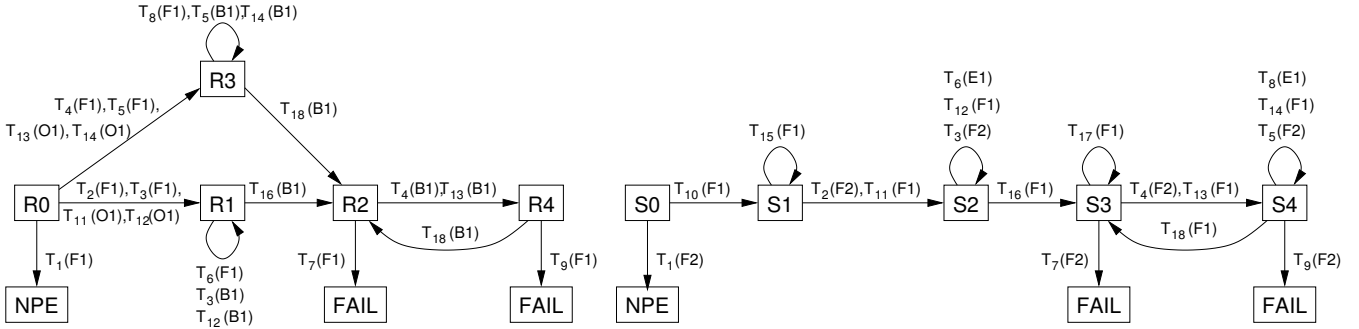 T8(F1),T5(B1),T14(B1)
R3
T4(F1),T5(F1),
T13(O1),T14(O1)
T18(B1)
R0
T2(F1),T3(F1),
T11(O1),T12(O1)
R1
T16(B1)
R2
T4(B1),T13(B1)
R4
T18(B1)
T1(F1)
T6(F1)
T3(B1)
T12(B1)
T7(F1)
T9(F1)
NPE
FAIL
FAIL
T6(E1)
T12(F1)
T3(F2)
T8(E1)
T14(F1)
T5(F2)
T15(F1)
T17(F1)
S0
T10(F1)
S1
T2(F2),T11(F1)
S2
T16(F1)
S3
T4(F2),T13(F1)
S4
T18(F1)
T1(F2)
T7(F2)
T9(F2)
NPE
FAIL
FAIL